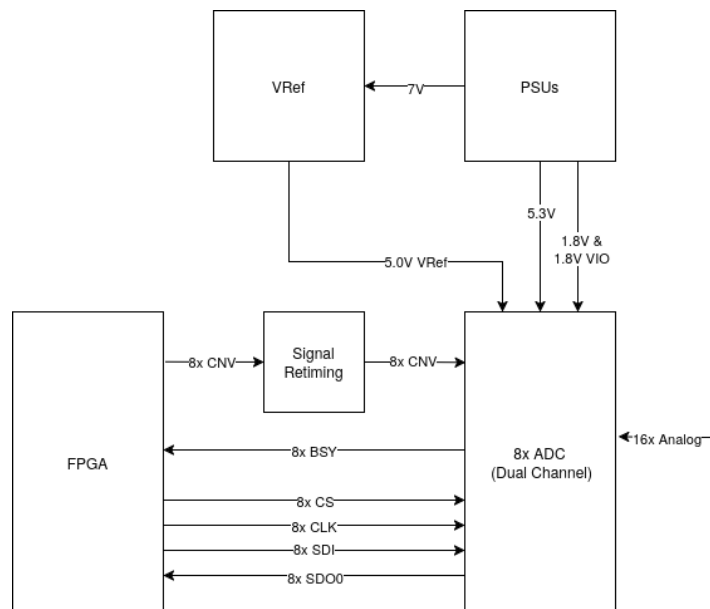 VRef
7V
PSUs
5.3V
1.8V &
1.8V VIO
5.0V VRef
8x CNV
Signal
Retiming
8x CNV
16x Analog
FPGA
8x BSY
8x ADC
(Dual Channel)
8x CS
8x CLK
8x SDI
8x SDO0